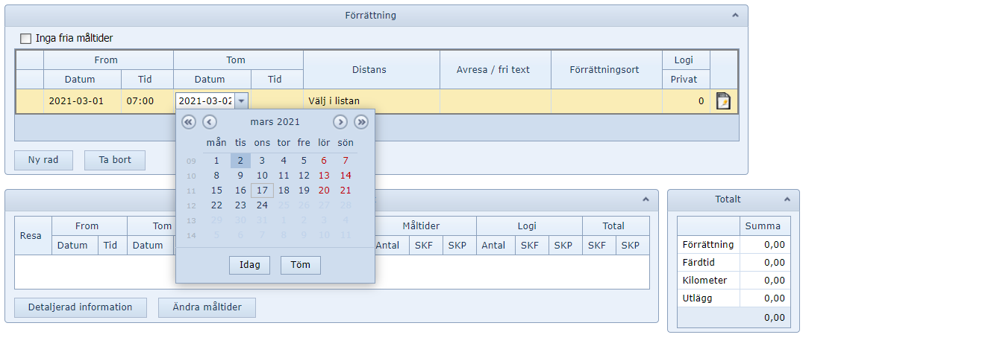 Förrättning
Inga fria måltider
From Tom Distans Avresa / fri text Förrättningsort Logi
Datum Tid Datum Tid Privat
2021-03-01 07:00 2021-03-02 Välj i listan 0
mars 2021
mån tis ons tor fre lör sön
09 1 2 3 4 5 6 7
10 8 9 10 11 12 13 14
11 15 16 17 18 19 20 21
12 22 23 24 25 26 27 28
13 29 30 31 1 2 3 4
14 5 6 7 8 9 10 11
Idag Töm
Ny rad Ta bort
Resa From Tom Måltider Logi Total
Datum Tid Datum Antal SKF SKP Antal SKF SKP SKF SKP
Detaljerad information Ändra måltider
Totalt
Summa
Förrättning 0,00
Färdtid 0,00
Kilometer 0,00
Utlägg 0,00
0,00